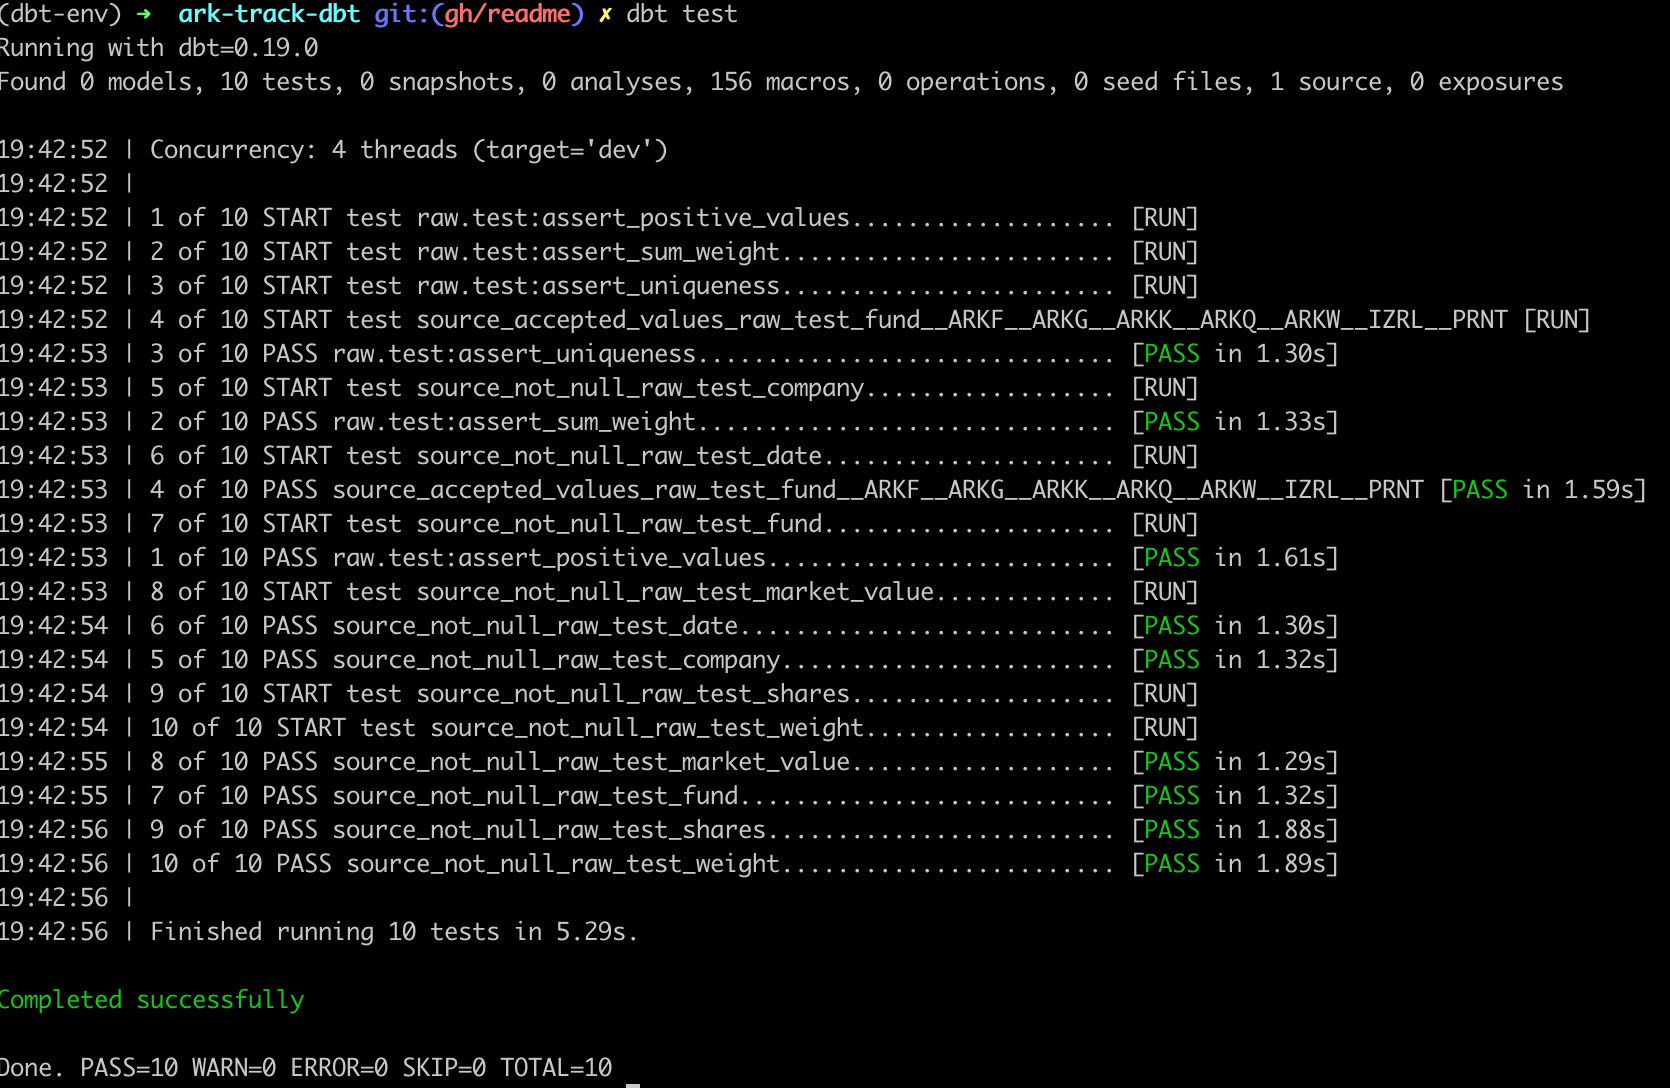 (dbt-env) ➜  ark-track-dbt git:(gh/readme) ✗ dbt test
Running with dbt=0.19.0
Found 0 models, 10 tests, 0 snapshots, 0 analyses, 156 macros, 0 operations, 0 seed files, 1 source, 0 exposures
19:42:52 | Concurrency: 4 threads (target='dev')
19:42:52 |
19:42:52 | 1 of 10 START test raw.test:assert_positive_values................... [RUN]
19:42:52 | 2 of 10 START test raw.test:assert_sum_weight........................ [RUN]
19:42:52 | 3 of 10 START test raw.test:assert_uniqueness........................ [RUN]
19:42:52 | 4 of 10 START test source_accepted_values_raw_test_fund__ARKF__ARKG__ARKK__ARKQ__ARKW__IZRL__PRNT [RUN]
19:42:53 | 3 of 10 PASS raw.test:assert_uniqueness.............................. [PASS in 1.30s]
19:42:53 | 5 of 10 START test source_not_null_raw_test_company.................. [RUN]
19:42:53 | 2 of 10 PASS raw.test:assert_sum_weight.............................. [PASS in 1.33s]
19:42:53 | 6 of 10 START test source_not_null_raw_test_date..................... [RUN]
19:42:53 | 4 of 10 PASS source_accepted_values_raw_test_fund__ARKF__ARKG__ARKK__ARKQ__ARKW__IZRL__PRNT [PASS in 1.59s]
19:42:53 | 7 of 10 START test source_not_null_raw_test_fund..................... [RUN]
19:42:53 | 1 of 10 PASS raw.test:assert_positive_values......................... [PASS in 1.61s]
19:42:53 | 8 of 10 START test source_not_null_raw_test_market_value............. [RUN]
19:42:54 | 6 of 10 PASS source_not_null_raw_test_date........................... [PASS in 1.30s]
19:42:54 | 5 of 10 PASS source_not_null_raw_test_company........................ [PASS in 1.32s]
19:42:54 | 9 of 10 START test source_not_null_raw_test_shares................... [RUN]
19:42:54 | 10 of 10 START test source_not_null_raw_test_weight.................. [RUN]
19:42:55 | 8 of 10 PASS source_not_null_raw_test_market_value................... [PASS in 1.29s]
19:42:55 | 7 of 10 PASS source_not_null_raw_test_fund........................... [PASS in 1.32s]
19:42:56 | 9 of 10 PASS source_not_null_raw_test_shares......................... [PASS in 1.88s]
19:42:56 | 10 of 10 PASS source_not_null_raw_test_weight........................ [PASS in 1.89s]
19:42:56 |
19:42:56 | Finished running 10 tests in 5.29s.
Completed successfully
Done. PASS=10 WARN=0 ERROR=0 SKIP=0 TOTAL=10